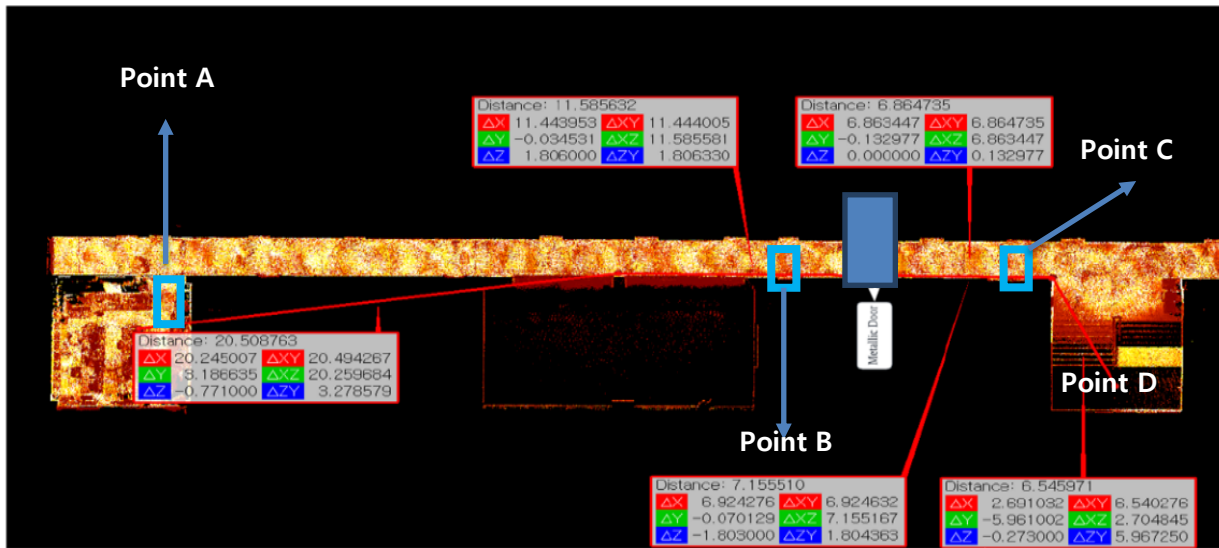 Point A
Distance: 11.585632
ΔX 11.443953 ΔXY 11.444005
ΔY -0.034531 ΔXZ 11.585581
ΔZ 1.806000 ΔZY 1.806330
Distance: 6.864735
ΔX 6.863447 ΔXY 6.864735
ΔY -0.132977 ΔXZ 6.863447
ΔZ 0.000000 ΔZY 0.132977
Point C
Metallic Door
Distance: 20.508763
ΔX 20.245007 ΔXY 20.494267
ΔY 3.186635 ΔXZ 20.259684
ΔZ -0.771000 ΔZY 3.278579
Point D
Point B
Distance: 7.155510
ΔX 6.924276 ΔXY 6.924632
ΔY -0.070129 ΔXZ 7.155167
ΔZ -1.803000 ΔZY 1.804363
Distance: 6.545971
ΔX 2.691032 ΔXY 6.540276
ΔY -5.961002 ΔXZ 2.704845
ΔZ -0.273000 ΔZY 5.967250